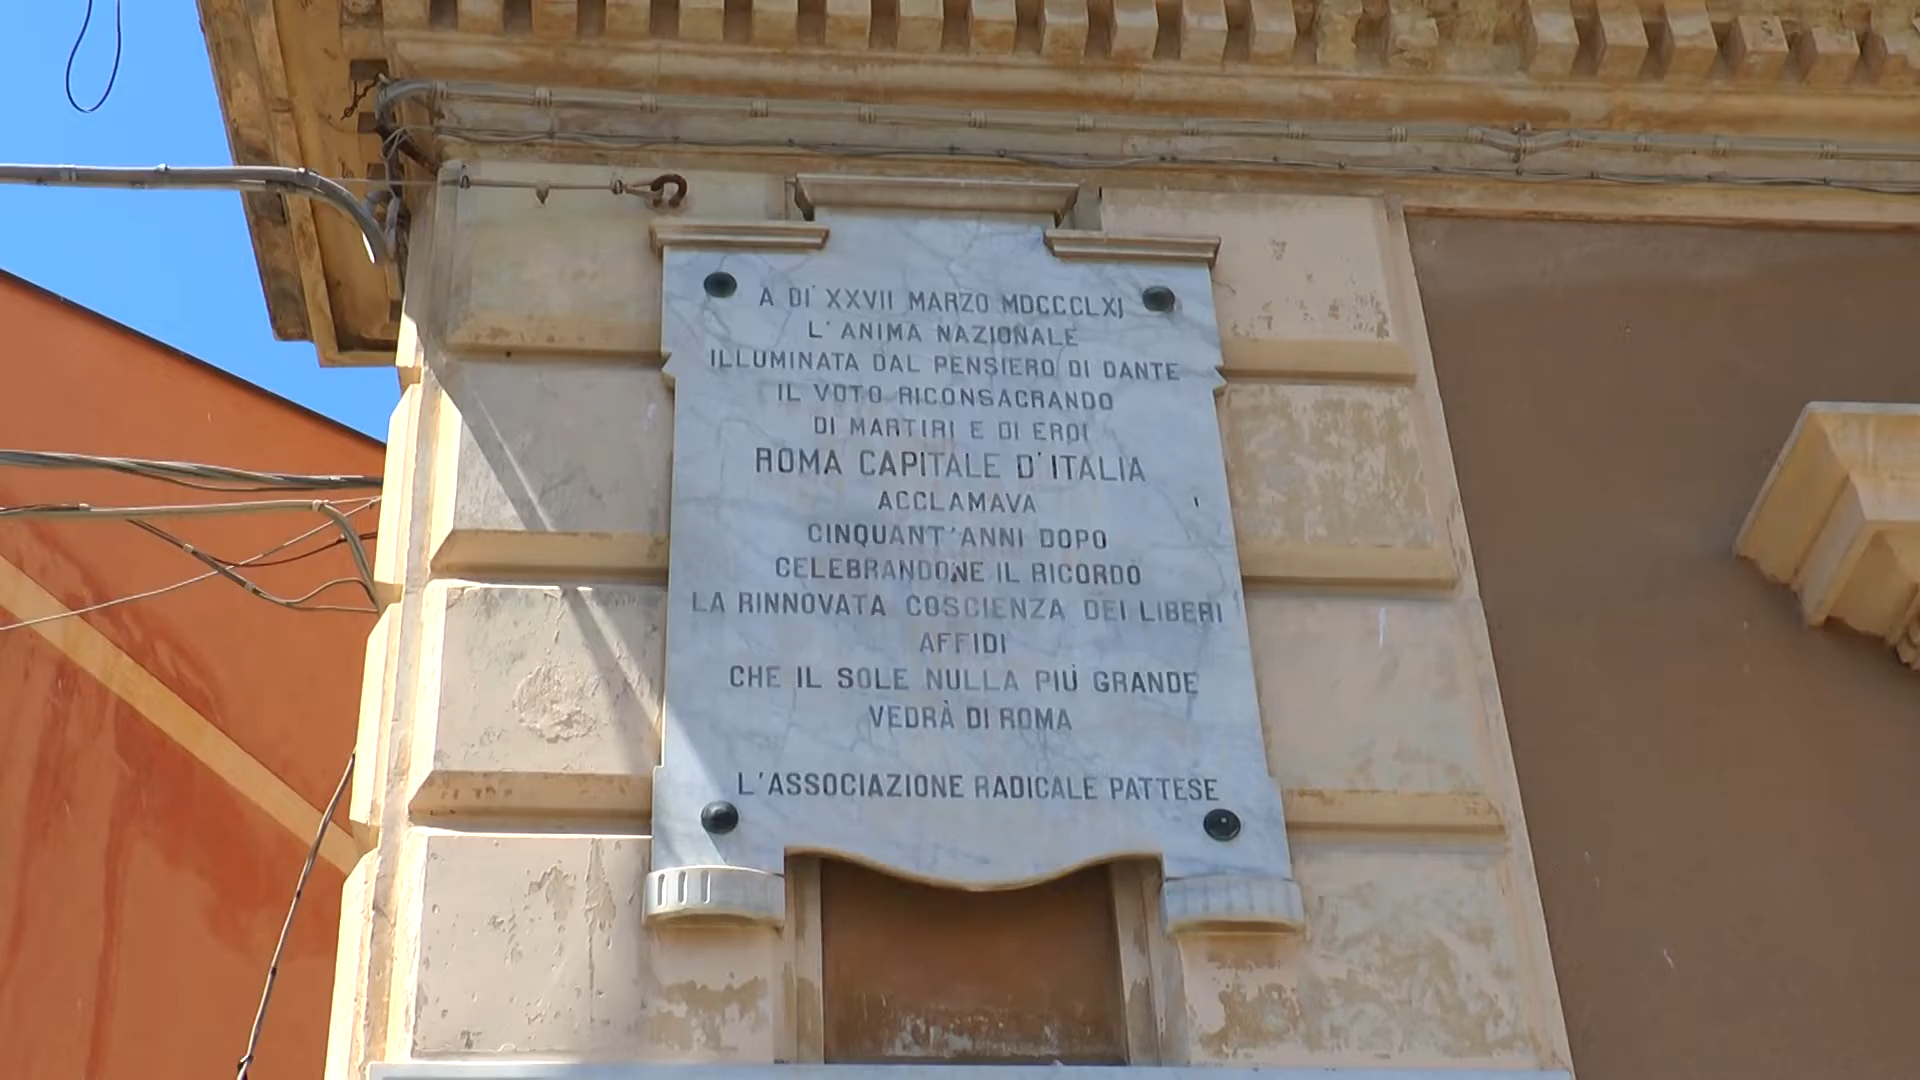 A DI' XXVII MARZO MDCCCLXI
L'ANIMA NAZIONALE
ILLUMINATA DAL PENSIERO DI DANTE
IL VOTO RICONSACRANDO
DI MARTIRI E DI EROI
ROMA CAPITALE D'ITALIA
ACCLAMAVA
CINQUANT'ANNI DOPO
CELEBRANDONE IL RICORDO
LA RINNOVATA COSCIENZA DEI LIBERI
AFFIDI
CHE IL SOLE NULLA PIÚ GRANDE
VEDRÀ DI ROMA
L'ASSOCIAZIONE RADICALE PATTESE